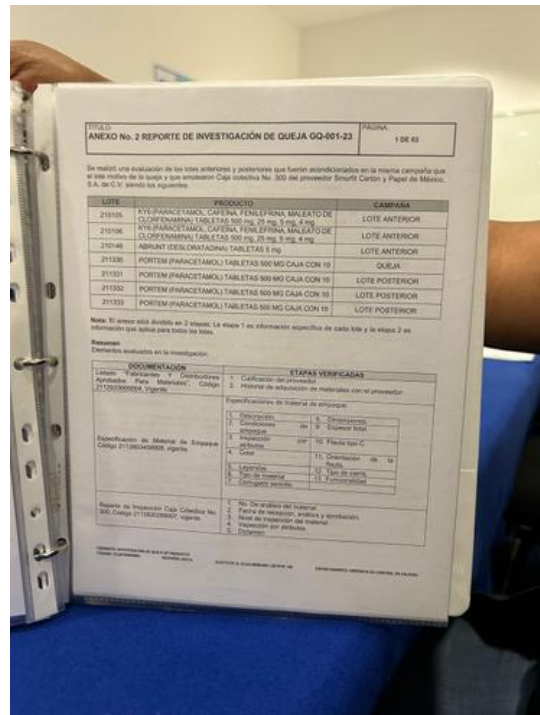 TÍTULO:
ANEXO No. 2 REPORTE DE INVESTIGACIÓN DE QUEJA GQ-001-23
PÁGINA:
1 DE 63
Se realizó una evaluación de los lotes anteriores y posteriores que fueron acondicionados en la misma campaña que
el lote motivo de la queja y que emplearon Caja colectiva No. 300 del proveedor Smurfit Cartón y Papel de México,
S.A. de C.V. siendo los siguientes:
LOTE PRODUCTO CAMPAÑA
210105 (PARACETAMOL, CAFEÍNA, FENILEFRINA, MALEATO DE
CLORFENAMINA) TABLETAS 500 mg, 25 mg, 5 mg, 4 mg LOTE ANTERIOR
210106 (PARACETAMOL, CAFEÍNA, FENILEFRINA, MALEATO DE
CLORFENAMINA) TABLETAS 500 mg, 25 mg, 5 mg, 4 mg LOTE ANTERIOR
210146 ABRUNT (DESLORATADINA) TABLETAS 5 mg LOTE ANTERIOR
211330 PORTEM (PARACETAMOL) TABLETAS 500 MG CAJA CON 10 QUEJA
211331 PORTEM (PARACETAMOL) TABLETAS 500 MG CAJA CON 10 LOTE POSTERIOR
211332 PORTEM (PARACETAMOL) TABLETAS 500 MG CAJA CON 10 LOTE POSTERIOR
211333 PORTEM (PARACETAMOL) TABLETAS 500 MG CAJA CON 10 LOTE POSTERIOR
Nota: El anexo está dividido en 2 etapas: La etapa 1 es información específica de cada lote y la etapa 2 es
información que aplica para todos los lotes.
Resumen
Elementos evaluados en la investigación.
DOCUMENTACIÓN ETAPAS VERIFICADAS
Listado "Fabricantes Y Distribuidores
Aprobados Para Materiales", Código
Vigente.
1. Calificación del proveedor
2. Historial de adquisición de materiales con el proveedor
Especificación de Material de Empaque
Código vigente.
Especificaciones de material de empaque:
1. Descripción.
2. Condiciones de
empaque
3. Inspección por
atributos
4. Color
5. Leyendas
6. Tipo de material
7. Corrugado sencillo
8. Dimensiones.
9. Espesor total.
10. Flauta tipo C
11. Orientación de la
flauta.
12. Tipo de cierre.
13. Funcionalidad
Reporte de Inspección Caja Colectiva No.
300, Código vigente.
1. No. De análisis del material
2. Fecha de recepción, análisis y aprobación.
3. Nivel de inspección del material
4. Inspección por atributos
5. Dictamen